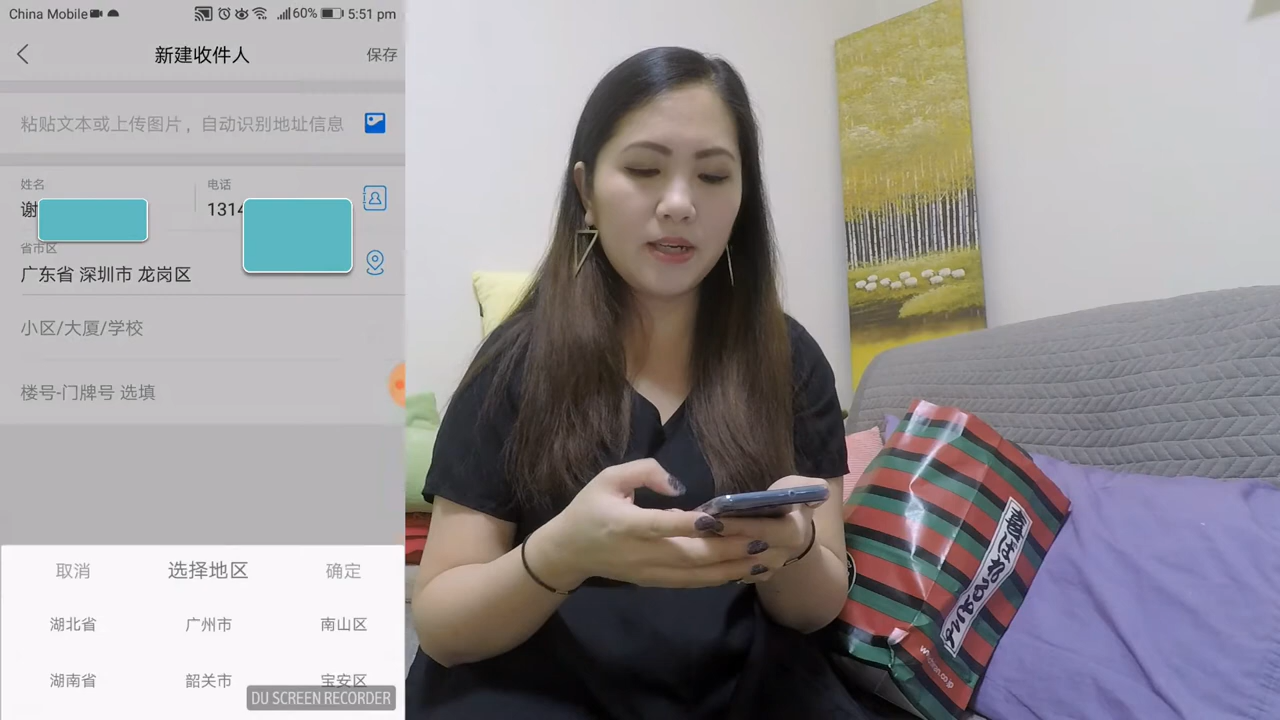 China Mobile
60% 5:51 pm
新建收件人
保存
粘贴文本或上传图片，自动识别地址信息
姓名
电话
谢
1314
省市区
广东省 深圳市 龙岗区
小区/大厦/学校
楼号-门牌号 选填
取消
选择地区
确定
湖北省
广州市
南山区
湖南省
韶关市
宝安区
DU SCREEN RECORDER